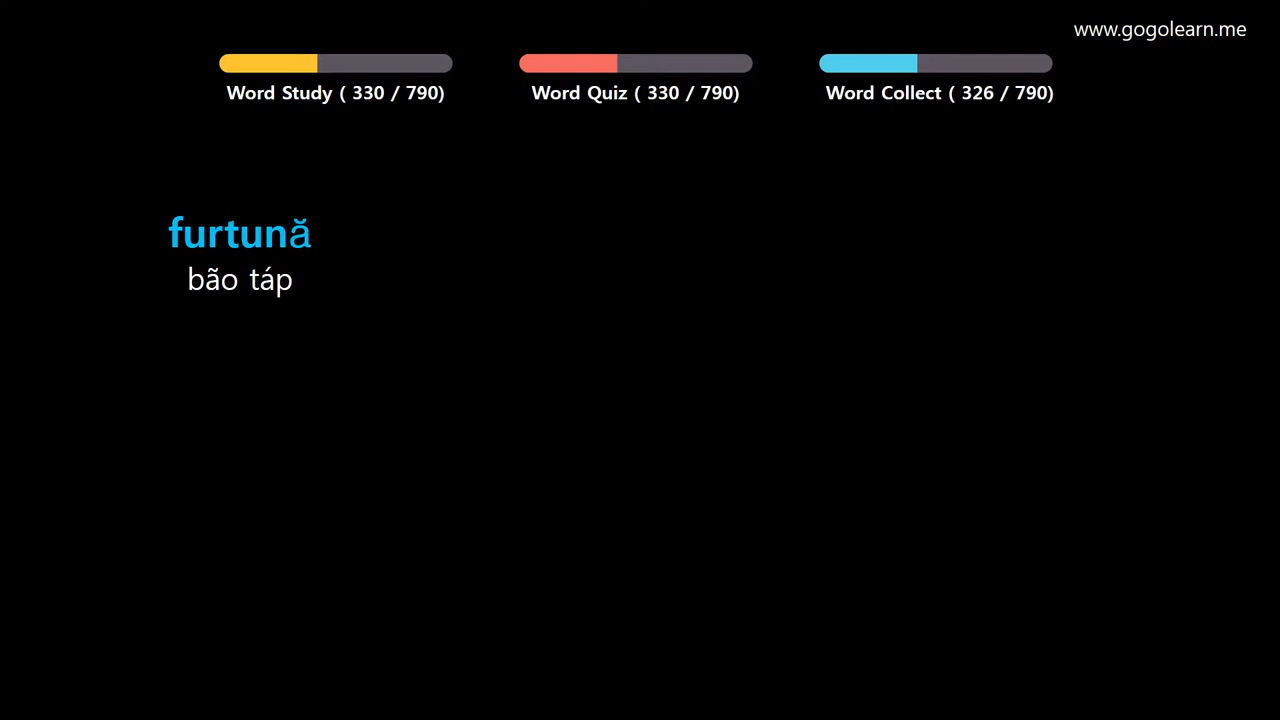 www.gogolearn.me
Word Study ( 330 / 790)
Word Quiz ( 330 / 790)
Word Collect ( 326 / 790)
furtună
bão táp